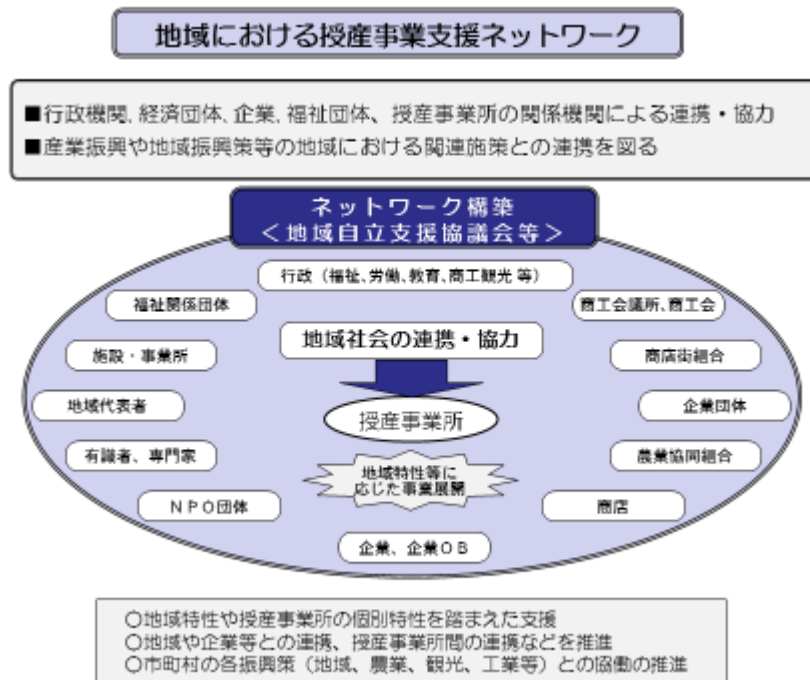 地域における授産事業支援ネットワーク
■行政機関、経済団体、企業、福祉団体、授産事業所の関係機関による連携・協力
■産業振興や地域振興策等の地域における関連施策との連携を図る
ネットワーク構築
＜地域自立支援協議会等＞
行政（福祉、労働、教育、商工観光 等）
福祉関係団体
商工会議所、商工会
地域社会の連携・協力
施設・事業所
商店街組合
地域代表者
授産事業所
企業団体
有識者、専門家
地域特性等に
応じた事業展開
農業協同組合
ＮＰＯ団体
商店
企業、企業ＯＢ
○地域特性や授産事業所の個別特性を踏まえた支援
○地域や企業等との連携、授産事業所間の連携などを推進
○市町村の各振興策（地域、農業、観光、工業等）との協働の推進